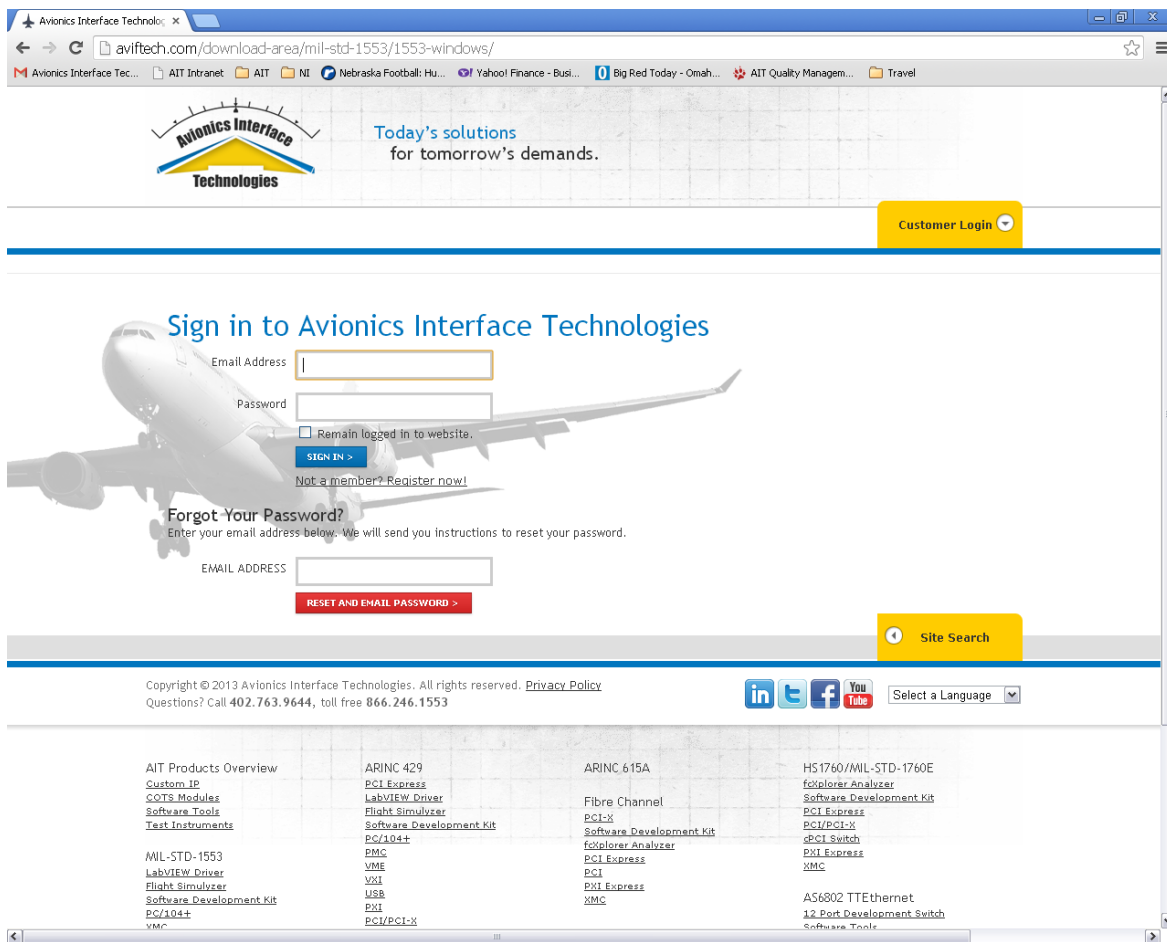 Avionics Interface Technolog
aviftech.com/download-area/mil-std-1553/1553-windows/
Avionics Interface Tec...
AIT Intranet
AIT
NI
Nebraska Football: Hu...
Yahoo! Finance - Busi...
Big Red Today - Omah...
AIT Quality Managem...
Travel
Avionics Interface
Technologies
Today's solutions
for tomorrow's demands.
Customer Login
Sign in to Avionics Interface Technologies
Email Address
Password
Remain logged in to website.
SIGN IN >
Not a member? Register now!
Forgot Your Password?
Enter your email address below. We will send you instructions to reset your password.
EMAIL ADDRESS
RESET AND EMAIL PASSWORD >
Site Search
Copyright © 2013 Avionics Interface Technologies. All rights reserved. Privacy Policy
Questions? Call 402.763.9644, toll free 866.246.1553
in
t
f
You
Tube
Select a Language
AIT Products Overview
Custom IP
COTS Modules
Software Tools
Test Instruments
MIL-STD-1553
LabVIEW Driver
Flight Simulyzer
Software Development Kit
PC/104+
XMC
ARINC 429
PCI Express
LabVIEW Driver
Flight Simulyzer
Software Development Kit
PC/104+
PMC
VME
VXI
USB
PXI
PCI/PCI-X
ARINC 615A
Fibre Channel
PCI-X
Software Development Kit
fcXplorer Analyzer
PCI Express
PCI
PXI Express
XMC
HS1760/MIL-STD-1760E
fcXplorer Analyzer
Software Development Kit
PCI Express
PCI/PCI-X
cPCI Switch
PXI Express
XMC
AS6802 TTEthernet
12 Port Development Switch
Software Tools